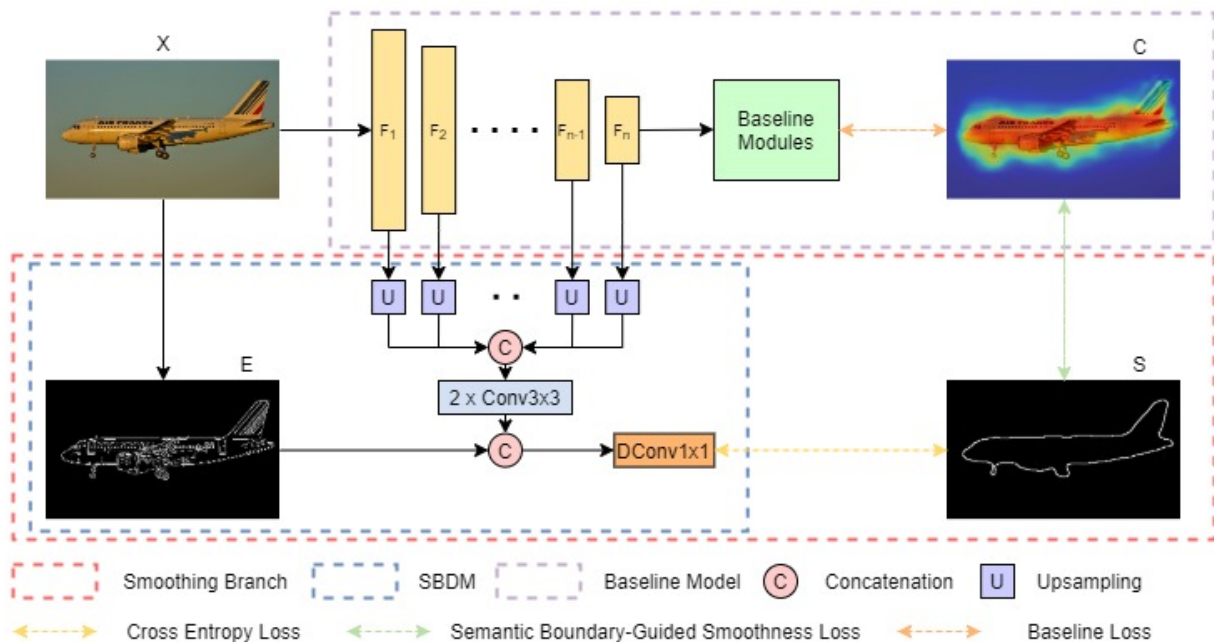 X
C
F1
F2
Fn-1
Fn
Baseline
Modules
U
U
U
U
C
E
2 x Conv3x3
C
DConv1x1
S
Smoothing Branch
SBDM
Baseline Model
C
Concatenation
U
Upsampling
Cross Entropy Loss
Semantic Boundary-Guided Smoothness Loss
Baseline Loss